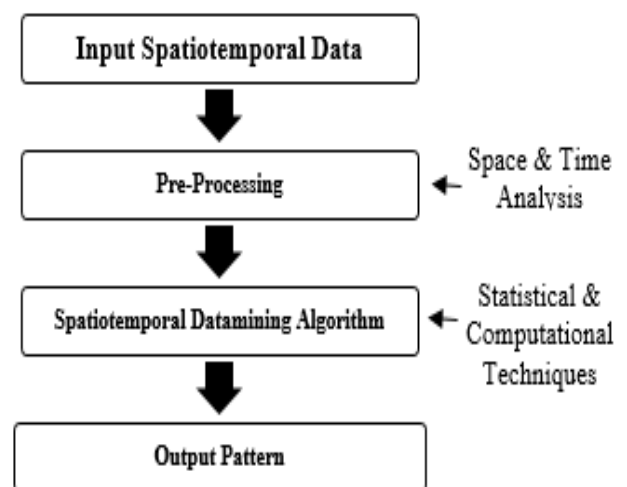 Input Spatiotemporal Data
Pre-Processing
Space & Time
Analysis
Spatiotemporal Datamining Algorithm
Statistical &
Computational
Techniques
Output Pattern